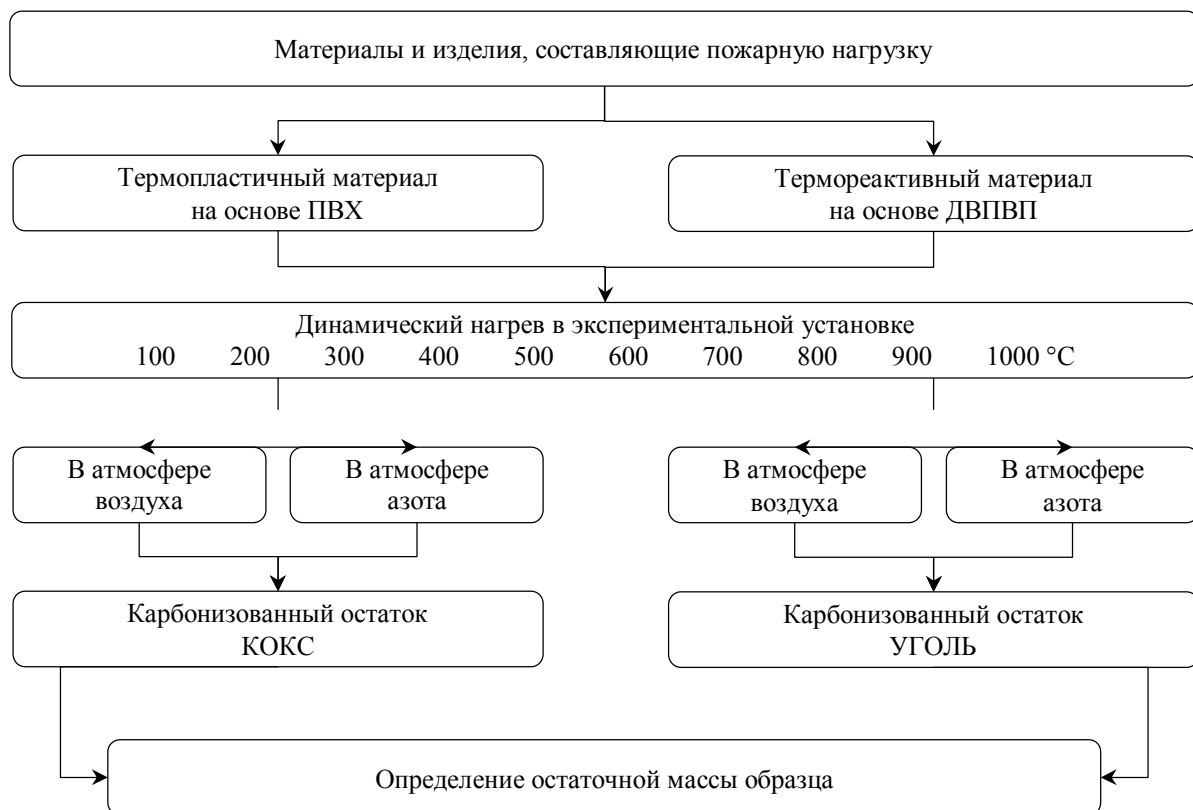 Материалы и изделия, составляющие пожарную нагрузку
Термопластичный материал
на основе ПВХ
Термореактивный материал
на основе ДВПВП
Динамический нагрев в экспериментальной установке
100 200 300 400 500 600 700 800 900 1000 °C
В атмосфере
воздуха
В атмосфере
азота
В атмосфере
воздуха
В атмосфере
азота
Карбонизованный остаток
КОКС
Карбонизованный остаток
УГОЛЬ
Определение остаточной массы образца